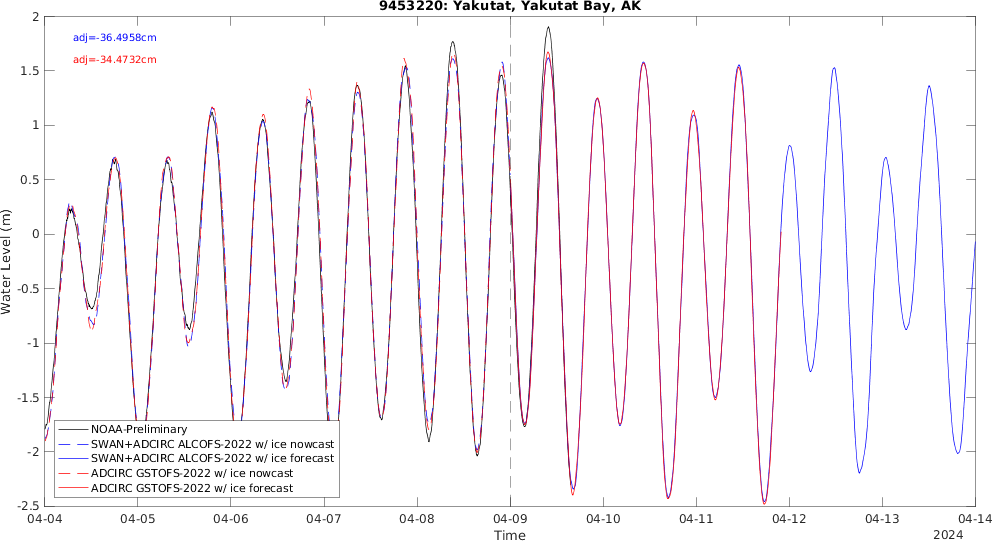 9453220: Yakutat, Yakutat Bay, AK
adj=-36.4958cm
adj=-34.4732cm
2
1.5
1
0.5
0
-0.5
-1
-1.5
-2
-2.5
Water Level (m)
NOAA-Preliminary
SWAN+ADCIRC ALCOFS-2022 w/ ice nowcast
SWAN+ADCIRC ALCOFS-2022 w/ ice forecast
ADCIRC GSTOFS-2022 w/ ice nowcast
ADCIRC GSTOFS-2022 w/ ice forecast
04-04 04-05 04-06 04-07 04-08 04-09 04-10 04-11 04-12 04-13 04-14
Time
2024